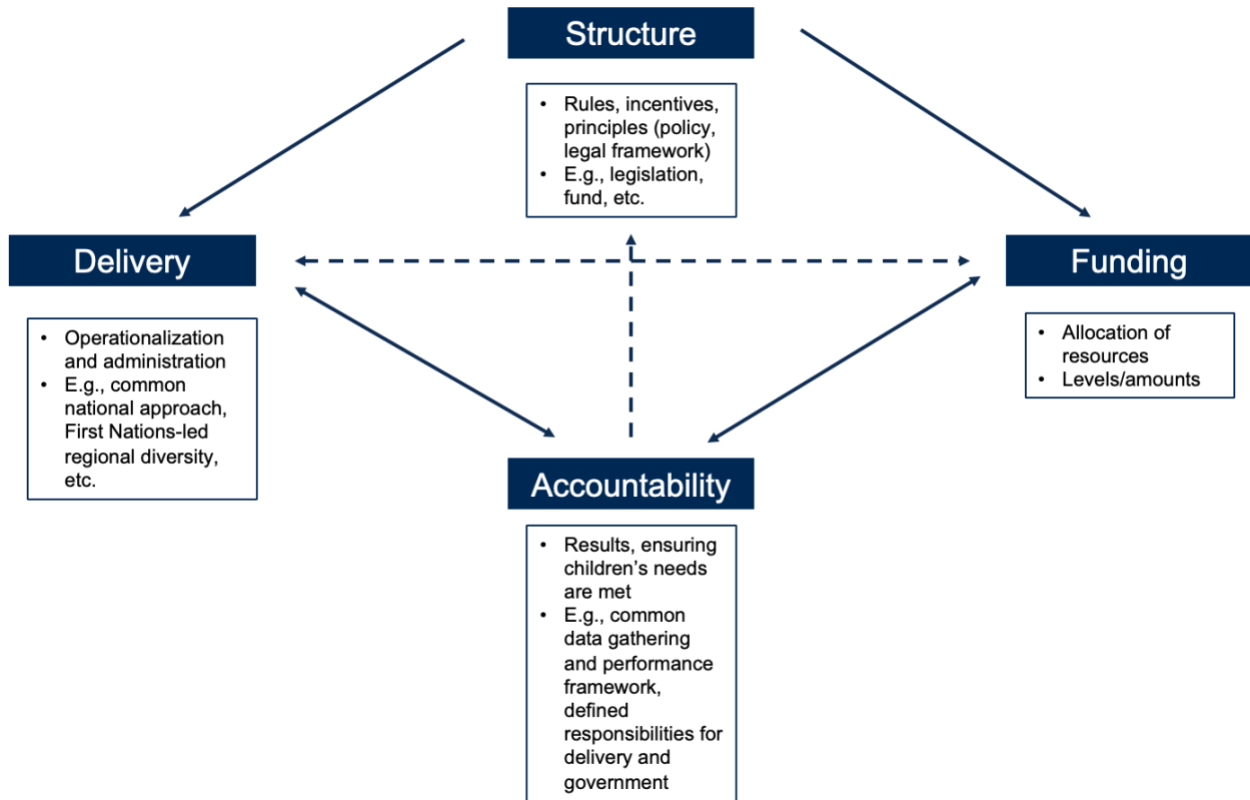 Structure
• Rules, incentives,
principles (policy,
legal framework)
• E.g., legislation,
fund, etc.
Delivery
• Operationalization
and administration
• E.g., common
national approach,
First Nations-led
regional diversity,
etc.
Funding
• Allocation of
resources
• Levels/amounts
Accountability
• Results, ensuring
children’s needs
are met
• E.g., common
data gathering
and performance
framework,
defined
responsibilities for
delivery and
government